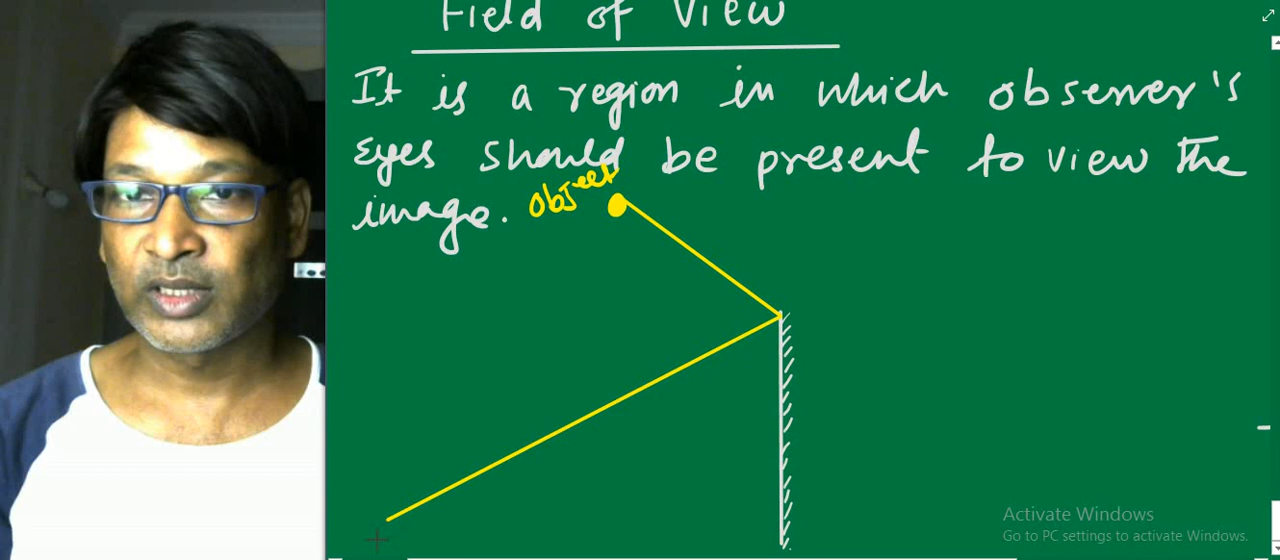 Field of View
It is a region in which observer's
Eyes should be present to view the
image.
Object
Activate Windows
Go to PC settings to activate Windows.